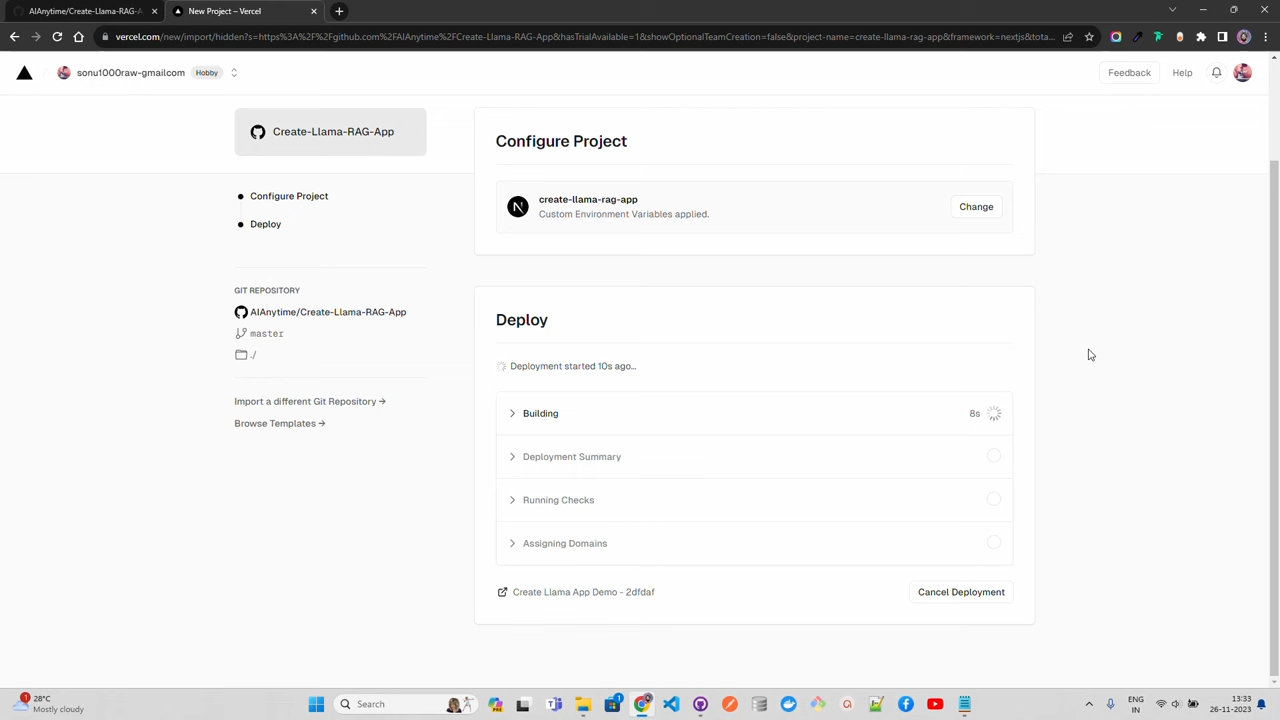 AIAnytime/Create-Llama-RAG-A
New Project – Vercel
vercel.com/new/import/hidden?s=https%3A%2F%2Fgithub.com%2FAIAnytime%2FCreate-Llama-RAG-App&hasTrialAvailable=1&showOptionalTeamCreation=false&project-name=create-llama-rag-app&framework=nextjs&tota...
sonu1000raw-gmailcom
Hobby
Feedback
Help
Create-Llama-RAG-App
Configure Project
Deploy
GIT REPOSITORY
AIAnytime/Create-Llama-RAG-App
master
./
Import a different Git Repository →
Browse Templates →
Configure Project
N
create-llama-rag-app
Custom Environment Variables applied.
Change
Deploy
Deployment started 10s ago...
Building
8s
Deployment Summary
Running Checks
Assigning Domains
Create Llama App Demo - 2dfdaf
Cancel Deployment
1
28°C
Mostly cloudy
Search
PRE
1
ENG
IN
13:33
26-11-2023